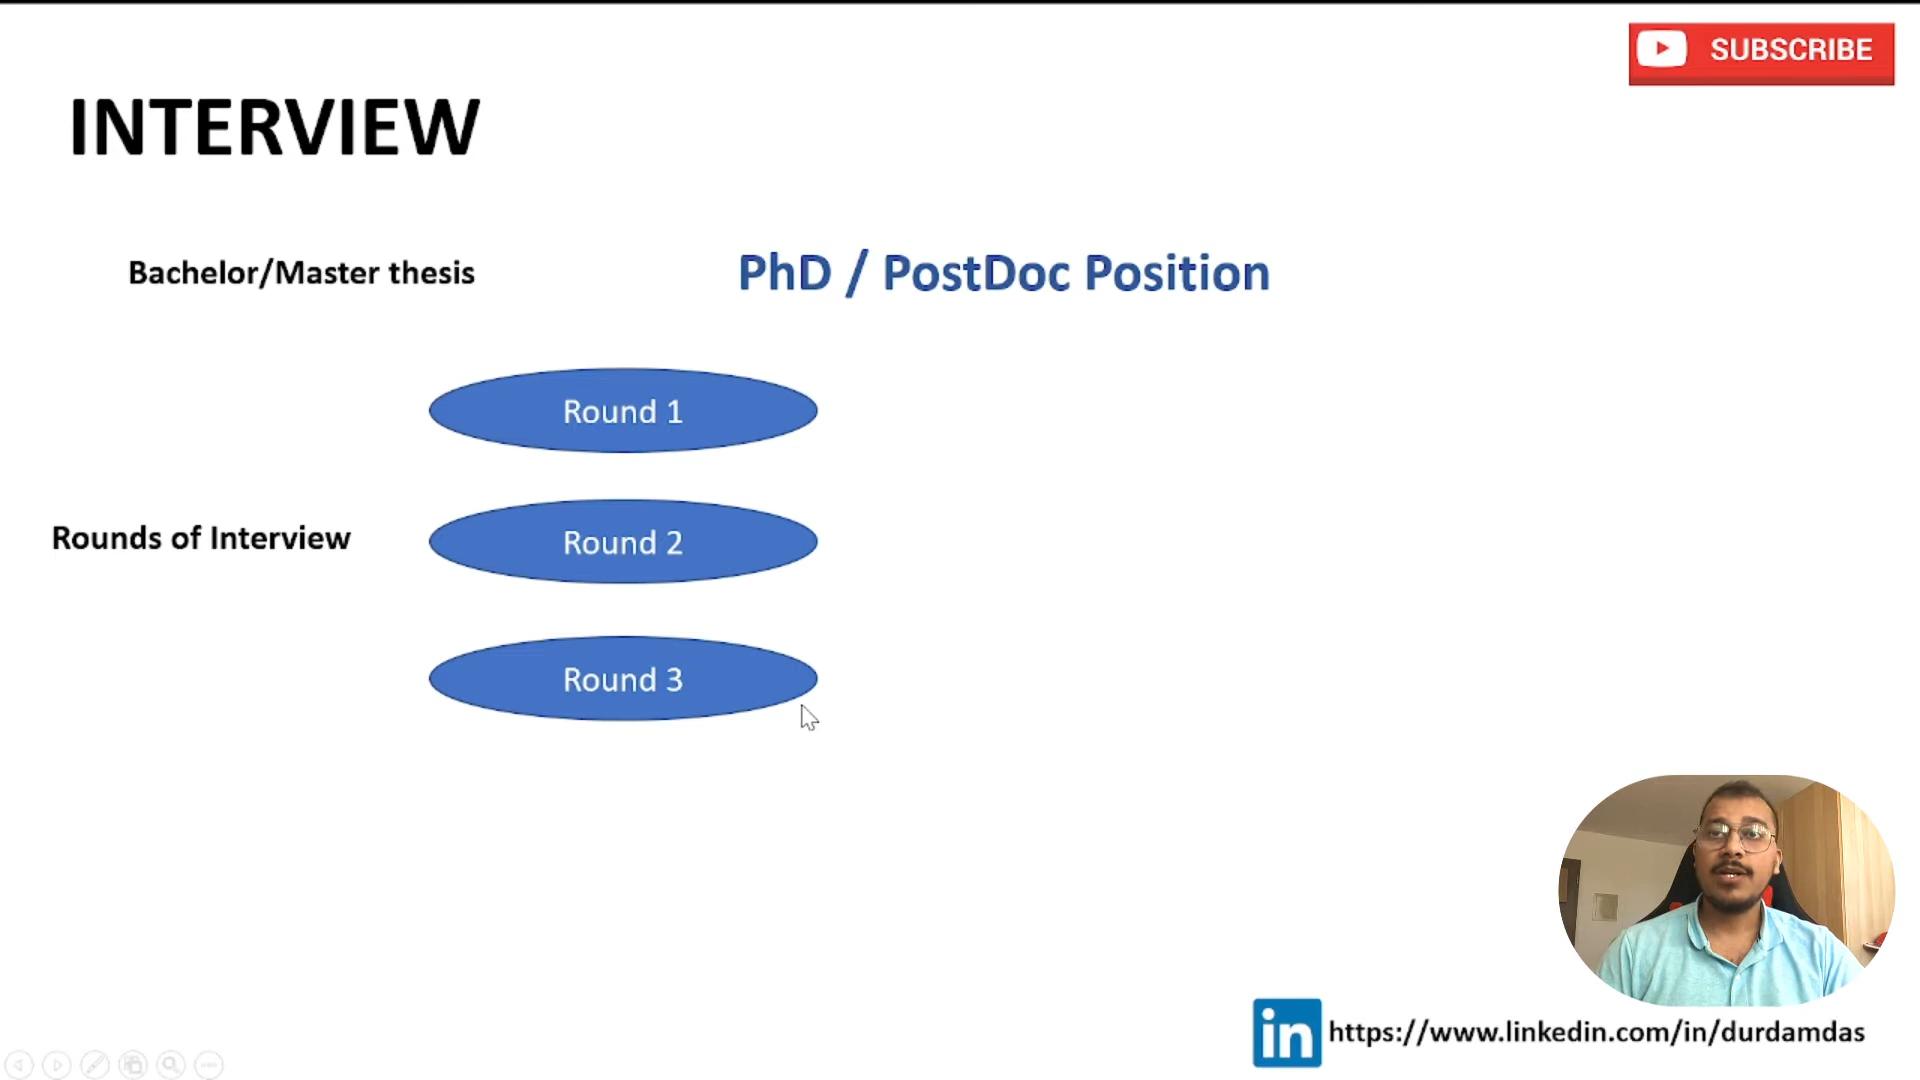 SUBSCRIBE
INTERVIEW
Bachelor/Master thesis
PhD / PostDoc Position
Round 1
Rounds of Interview
Round 2
Round 3
in
https://www.linkedin.com/in/durdamdas